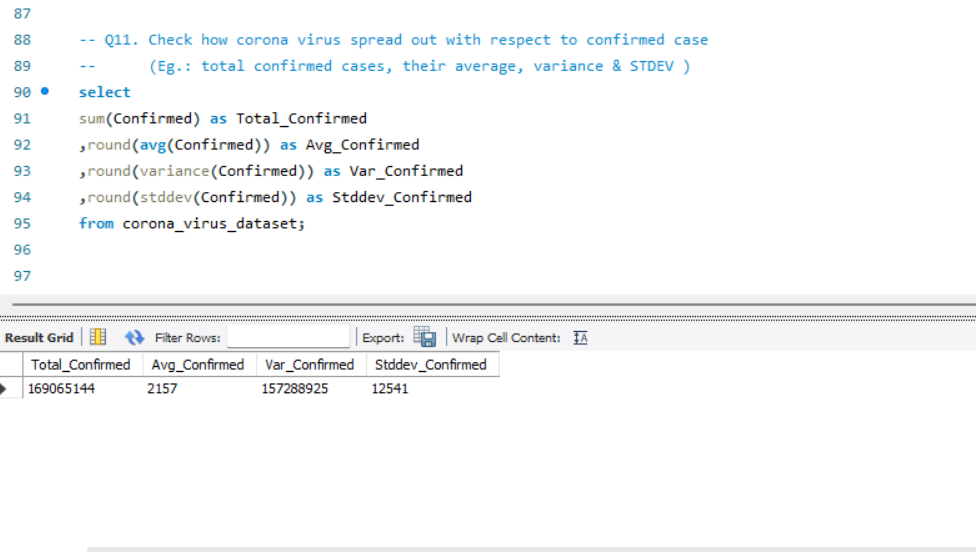 87
88 -- Q11. Check how corona virus spread out with respect to confirmed case
89 -- (Eg.: total confirmed cases, their average, variance & STDEV )
90 select
91 sum(Confirmed) as Total_Confirmed
92 ,round(avg(Confirmed)) as Avg_Confirmed
93 ,round(variance(Confirmed)) as Var_Confirmed
94 ,round(stddev(Confirmed)) as Stddev_Confirmed
95 from corona_virus_dataset;
96
97
Result Grid Filter Rows: Export: Wrap Cell Content: IA
Total_Confirmed Avg_Confirmed Var_Confirmed Stddev_Confirmed
169065144 2157 157288925 12541